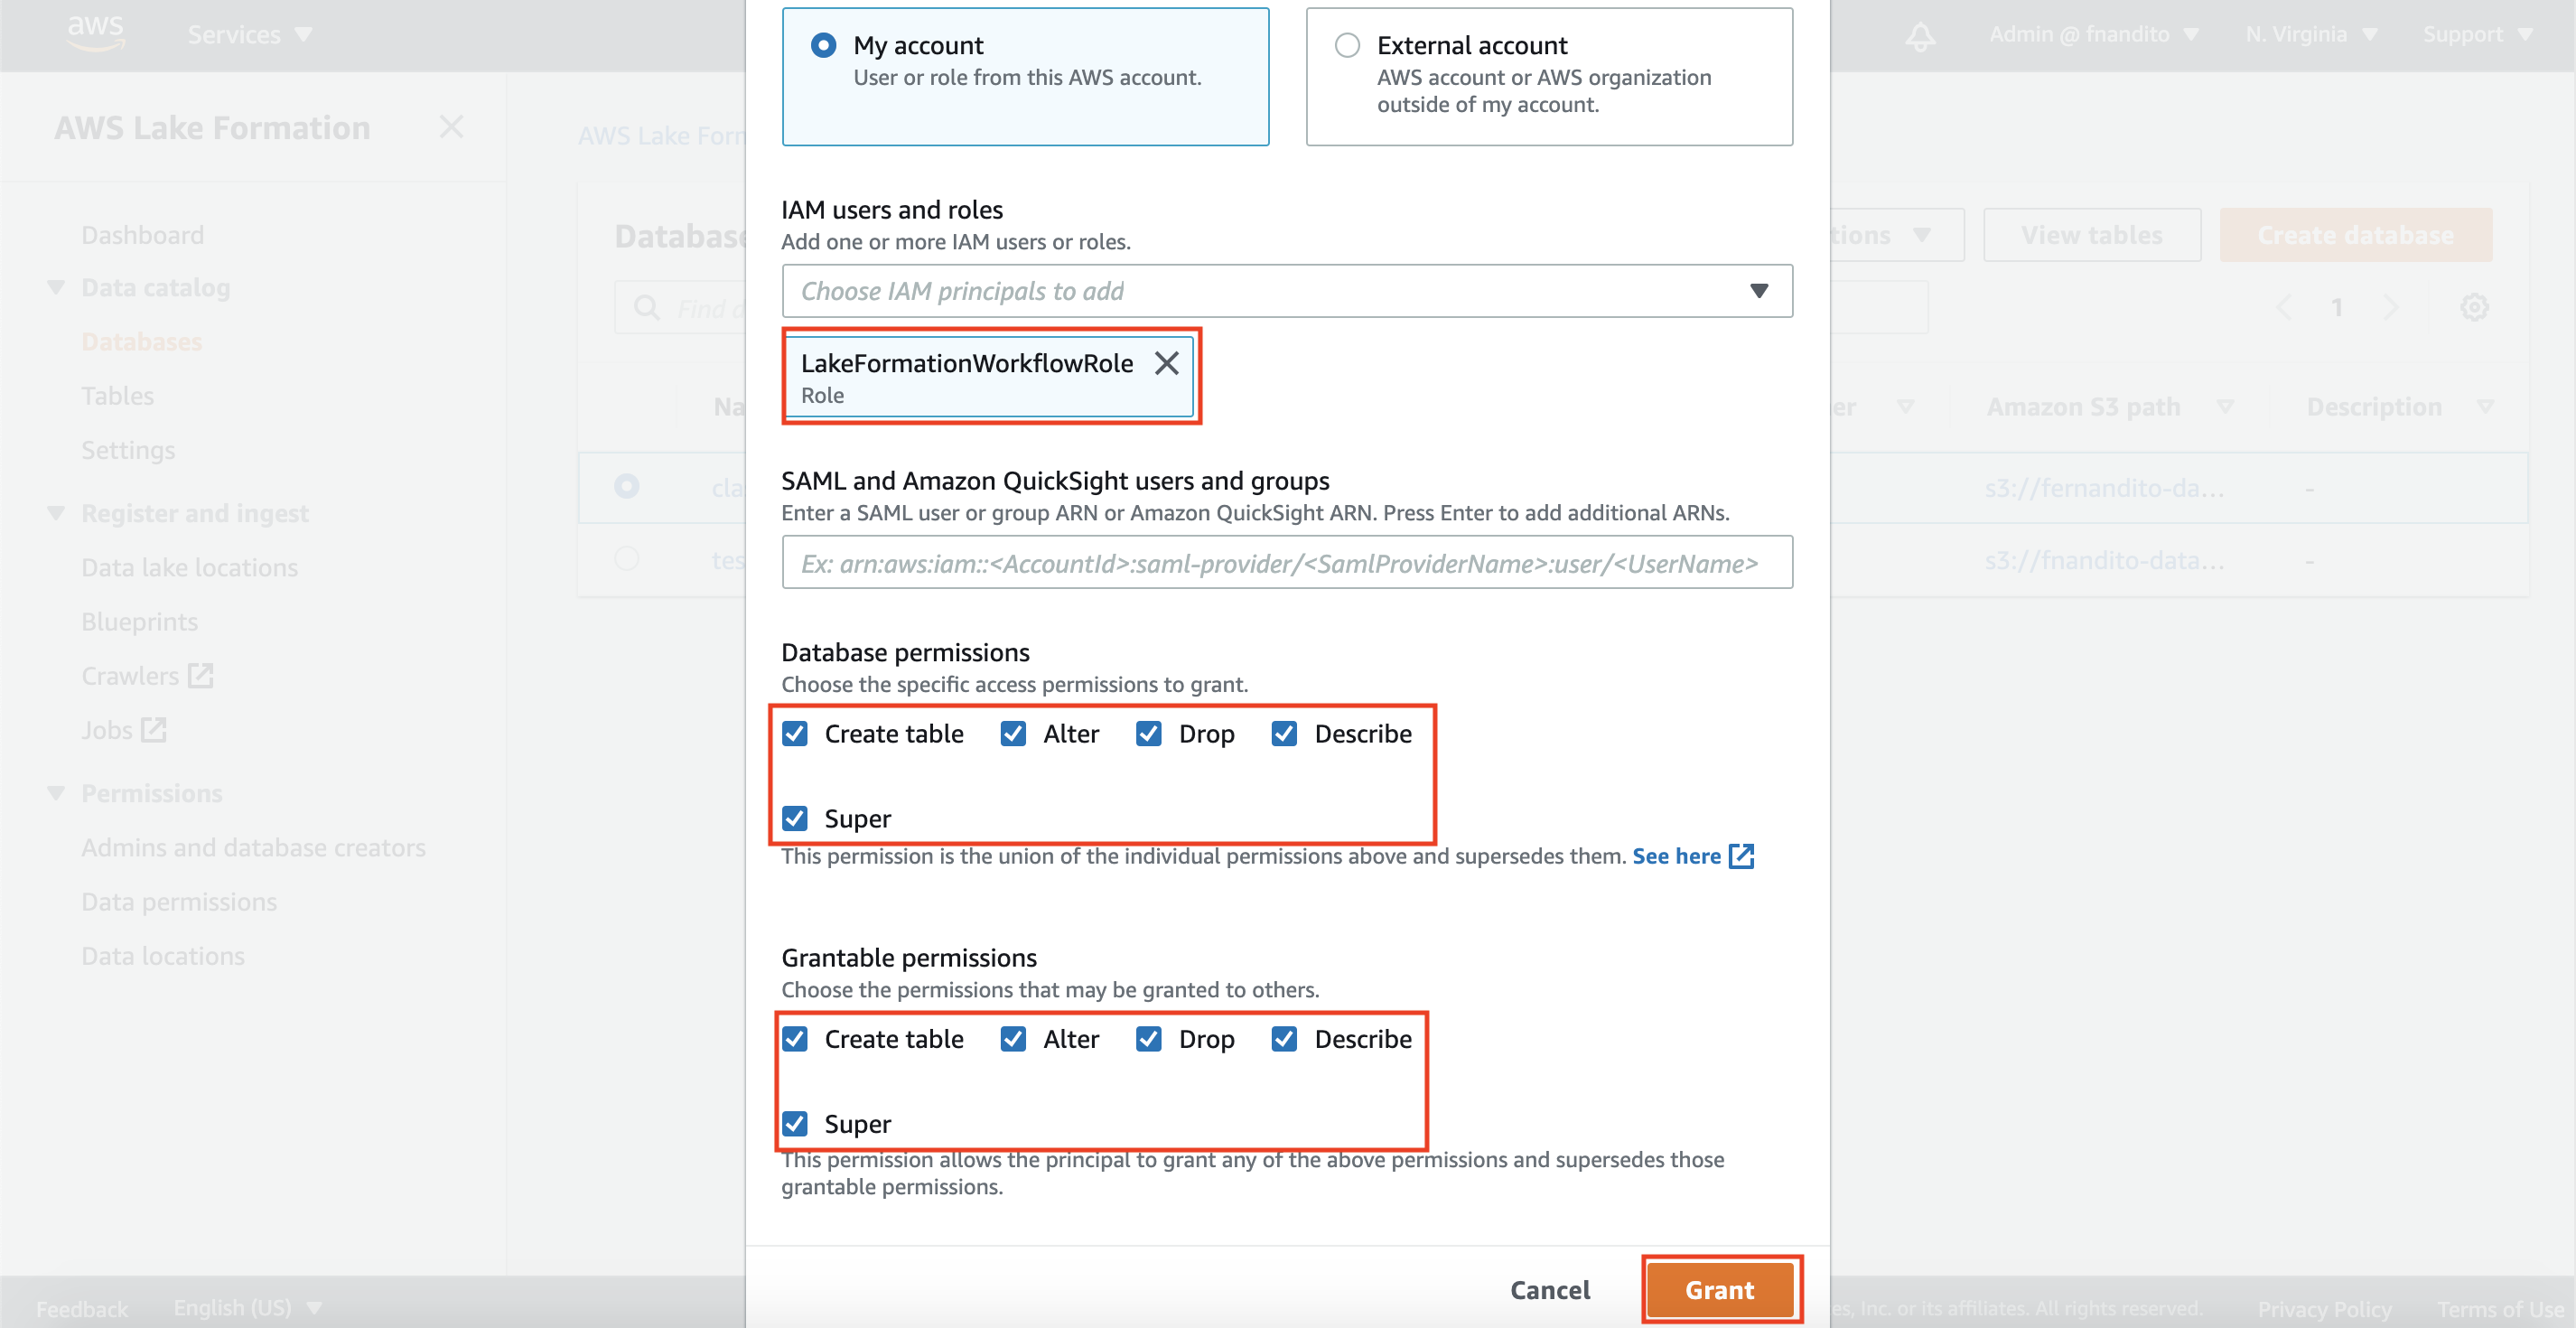 aws
Services
Admin @ fnandito
N. Virginia
Support
My account
User or role from this AWS account.
External account
AWS account or AWS organization
outside of my account.
AWS Lake Formation
AWS Lake Form
Dashboard
Data catalog
Databases
Tables
Settings
Register and ingest
Data lake locations
Blueprints
Crawlers
Jobs
Permissions
Admins and database creators
Data permissions
Data locations
Database
View tables
Create database
Find d
1
Na
Amazon S3 path
Description
cla
s3://fernandito-da...
-
tes
s3://fnandito-data...
-
IAM users and roles
Add one or more IAM users or roles.
Choose IAM principals to add
LakeFormationWorkflowRole
Role
SAML and Amazon QuickSight users and groups
Enter a SAML user or group ARN or Amazon QuickSight ARN. Press Enter to add additional ARNs.
Ex: arn:aws:iam::<AccountId>:saml-provider/<SamlProviderName>:user/<UserName>
Database permissions
Choose the specific access permissions to grant.
Create table Alter Drop Describe
Super
This permission is the union of the individual permissions above and supersedes them. See here
Grantable permissions
Choose the permissions that may be granted to others.
Create table Alter Drop Describe
Super
This permission allows the principal to grant any of the above permissions and supersedes those
grantable permissions.
Cancel
Grant
Feedback
English (US)
es, Inc. or its affiliates. All rights reserved.
Privacy Policy
Terms of Use